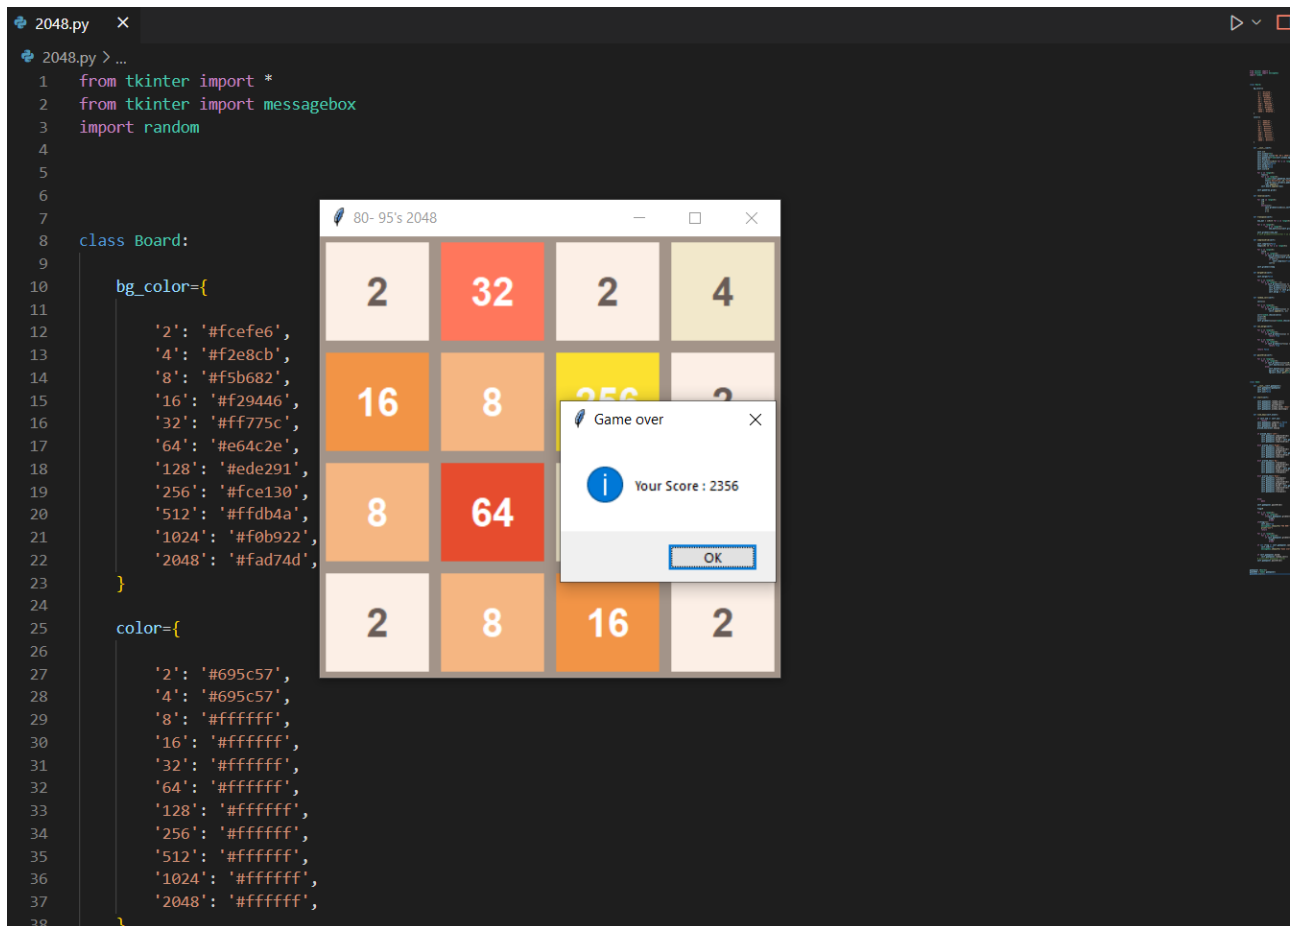 2048.py
2048.py > ...
1 from tkinter import *
2 from tkinter import messagebox
3 import random
4
5
6
7
8 class Board:
9
10 bg_color={
11
12 '2': '#fcefe6',
13 '4': '#f2e8cb',
14 '8': '#f5b682',
15 '16': '#f29446',
16 '32': '#ff775c',
17 '64': '#e64c2e',
18 '128': '#ede291',
19 '256': '#fce130',
20 '512': '#ffdb4a',
21 '1024': '#f0b922',
22 '2048': '#fad74d',
23 }
24
25 color={
26
27 '2': '#695c57',
28 '4': '#695c57',
29 '8': '#ffffff',
30 '16': '#ffffff',
31 '32': '#ffffff',
32 '64': '#ffffff',
33 '128': '#ffffff',
34 '256': '#ffffff',
35 '512': '#ffffff',
36 '1024': '#ffffff',
37 '2048': '#ffffff',
38 }
80- 95's 2048
2 32 2 4
16 8 256 2
8 64
2 8 16 2
Game over
Your Score : 2356
OK